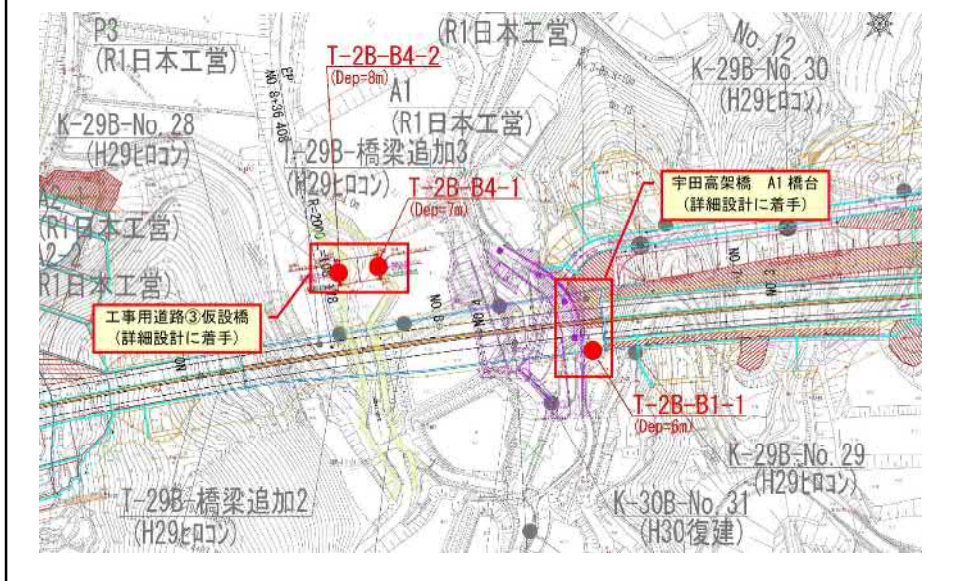 P3
(R1日本工営)
T-2B-B4-2
(Dep=8m)
A1
(R1日本工営)
(R1日本工営)
No. 12
K-29B-No. 30
(H29ヒロコン)
K-29B-No. 28
(H29ヒロコン)
T-29B-橋梁追加3
(H29ヒロコン)
T-2B-B4-1
(Dep=7m)
宇田高架橋 A1 橋台
(詳細設計に着手)
(R1日本工営)
R1日本工営)
R-2000
工事用道路③仮設橋
(詳細設計に着手)
T-2B-B1-1
(Dep=6m)
K-29B-No. 29
(H29ヒロコン)
T-29B-橋梁追加2
(H29ヒロコン)
K-30B-No. 31
(H30復建)